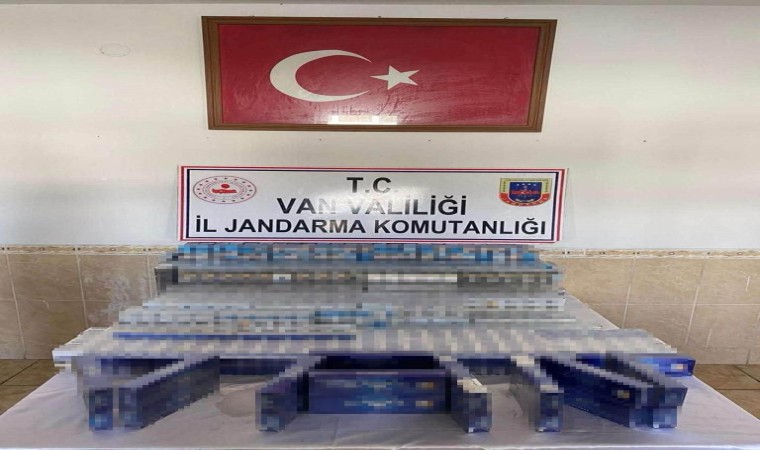 T.C.
VAN VALİLİĞİ
İL JANDARMA KOMUTANLIĞI